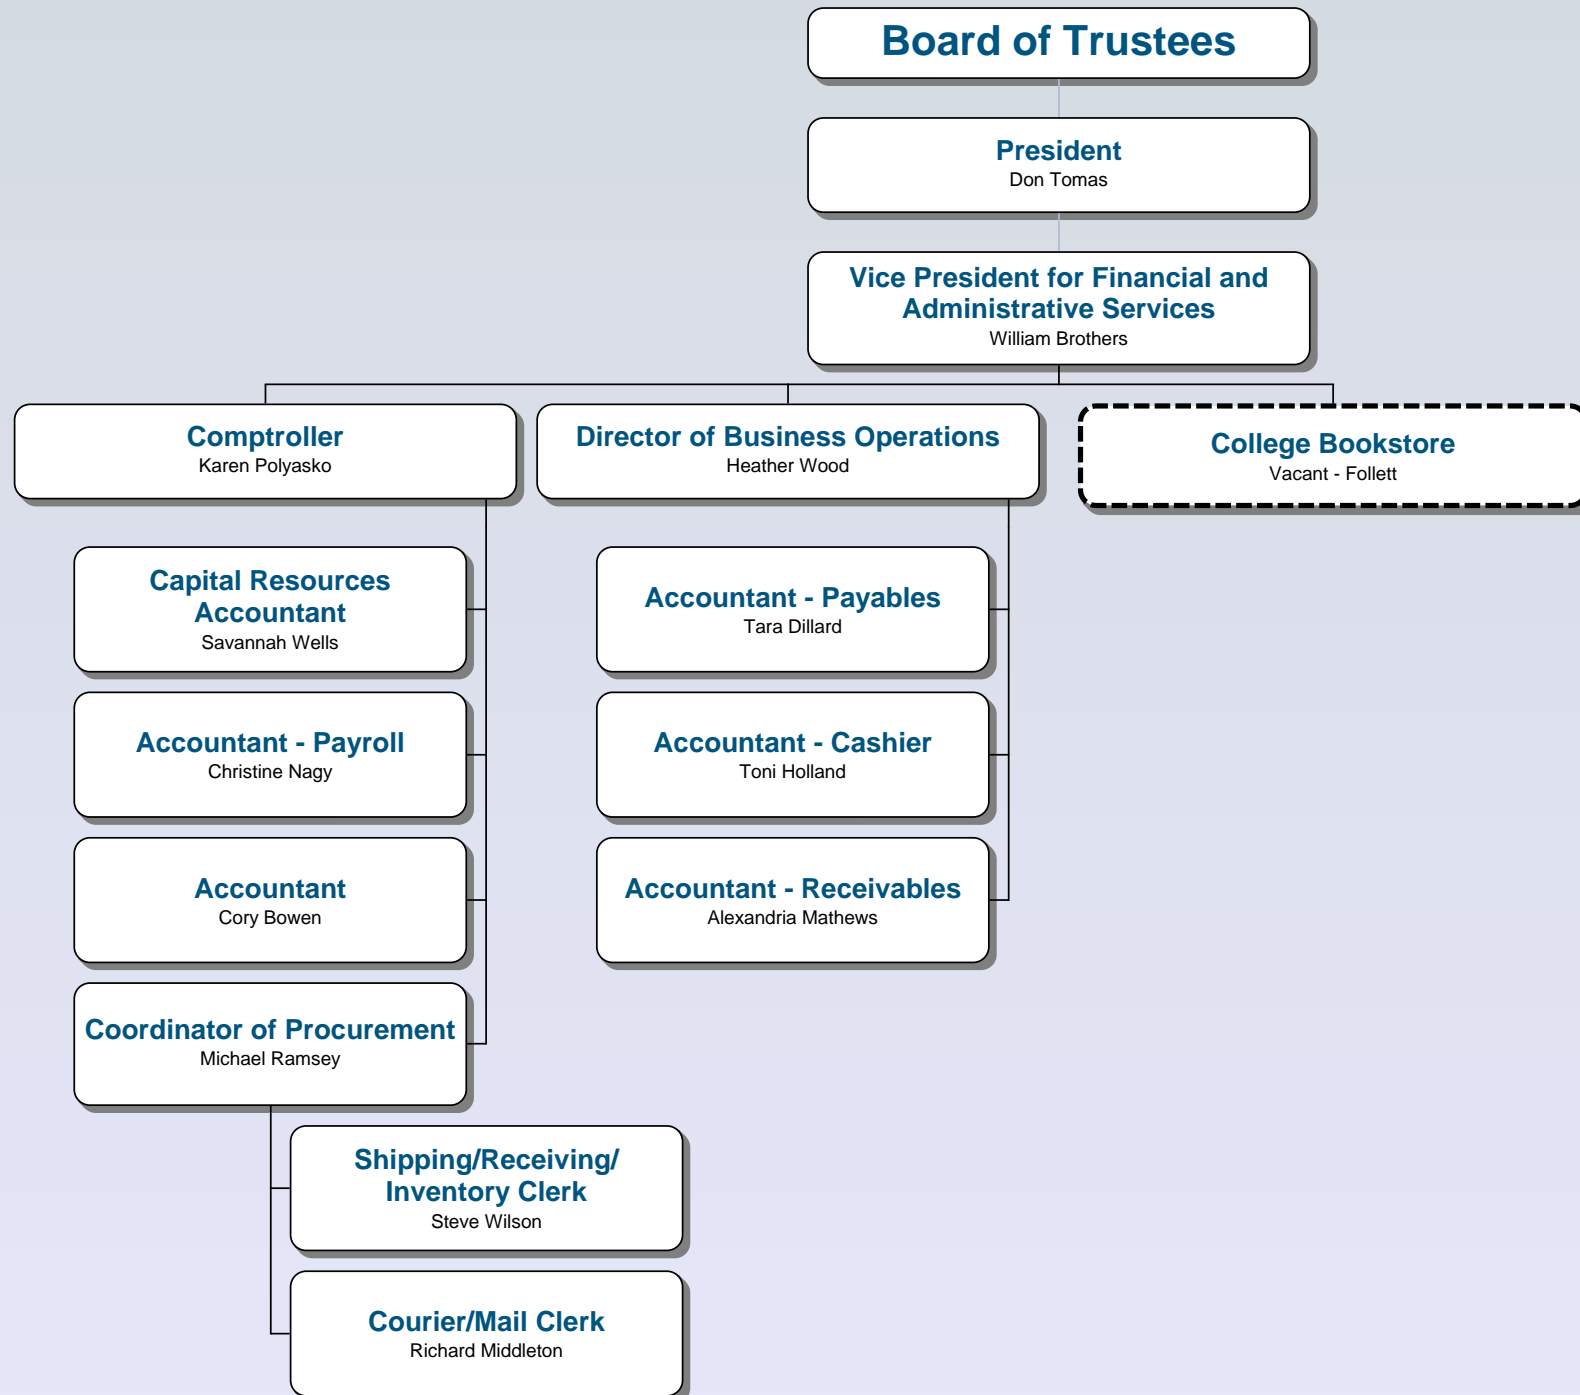 Board of Trustees
President
Don Tomas
Vice President for Financial and
Administrative Services
William Brothers
Comptroller
Karen Polyasko
Director of Business Operations
Heather Wood
College Bookstore
Vacant - Follett
Capital Resources
Accountant
Savannah Wells
Accountant - Payroll
Christine Nagy
Accountant
Cory Bowen
Coordinator of Procurement
Michael Ramsey
Shipping/Receiving/
Inventory Clerk
Steve Wilson
Courier/Mail Clerk
Richard Middleton
Accountant - Payables
Tara Dillard
Accountant - Cashier
Toni Holland
Accountant - Receivables
Alexandria Mathews